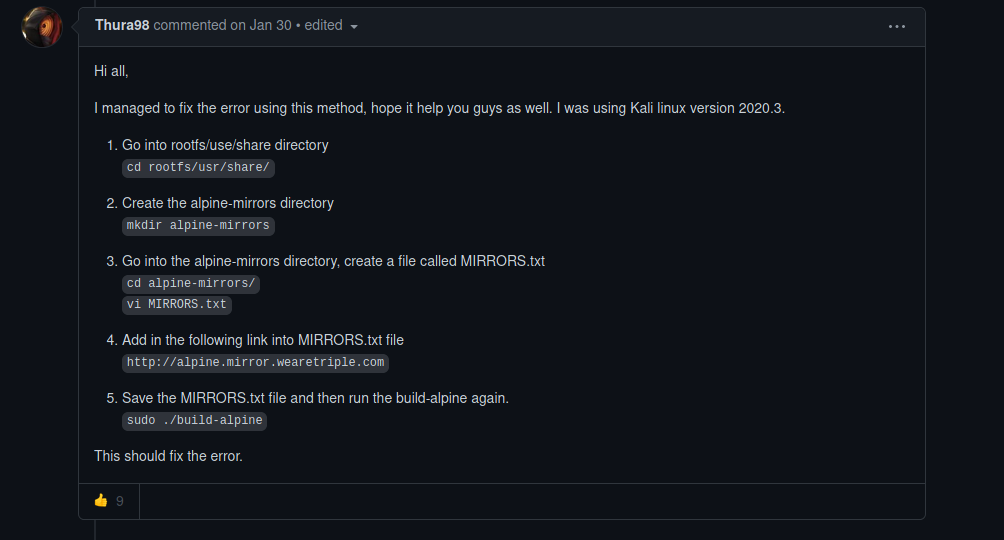 Thura98 commented on Jan 30 • edited
Hi all,
I managed to fix the error using this method, hope it help you guys as well. I was using Kali linux version 2020.3.
1. Go into rootfs/use/share directory
cd rootfs/usr/share/
2. Create the alpine-mirrors directory
mkdir alpine-mirrors
3. Go into the alpine-mirrors directory, create a file called MIRRORS.txt
cd alpine-mirrors/
vi MIRRORS.txt
4. Add in the following link into MIRRORS.txt file
http://alpine.mirror.wearetriple.com
5. Save the MIRRORS.txt file and then run the build-alpine again.
sudo ./build-alpine
This should fix the error.
👍 9